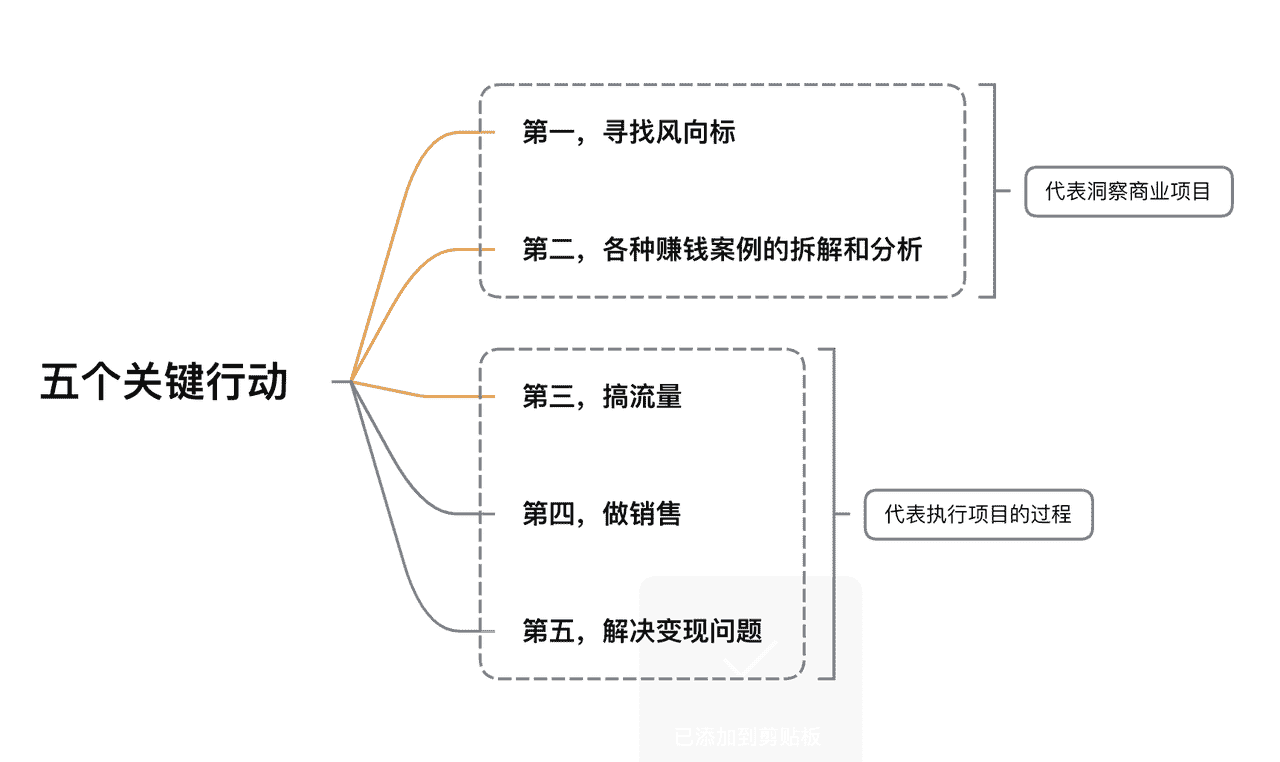 第一，寻找风向标
代表洞察商业项目
第二，各种赚钱案例的拆解和分析
五个关键行动
第三，搞流量
第四，做销售
代表执行项目的过程
第五，解决变现问题
已添加到剪贴板